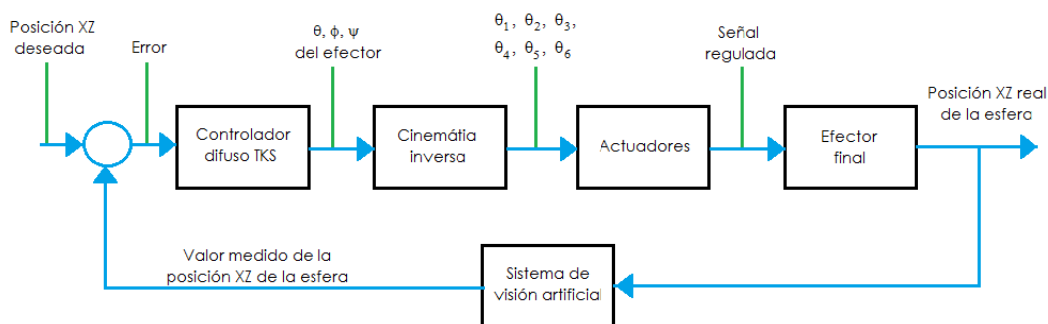 Posición XZ
deseada
Error
θ, ϕ, ψ
del efector
θ₁, θ₂, θ₃,
θ₄, θ₅, θ₆
Señal
regulada
Posición XZ real
de la esfera
Controlador
difuso TKS
Cinemátia
inversa
Actuadores
Efector
final
Valor medido de la
posición XZ de la esfera
Sistema de
visión artificial